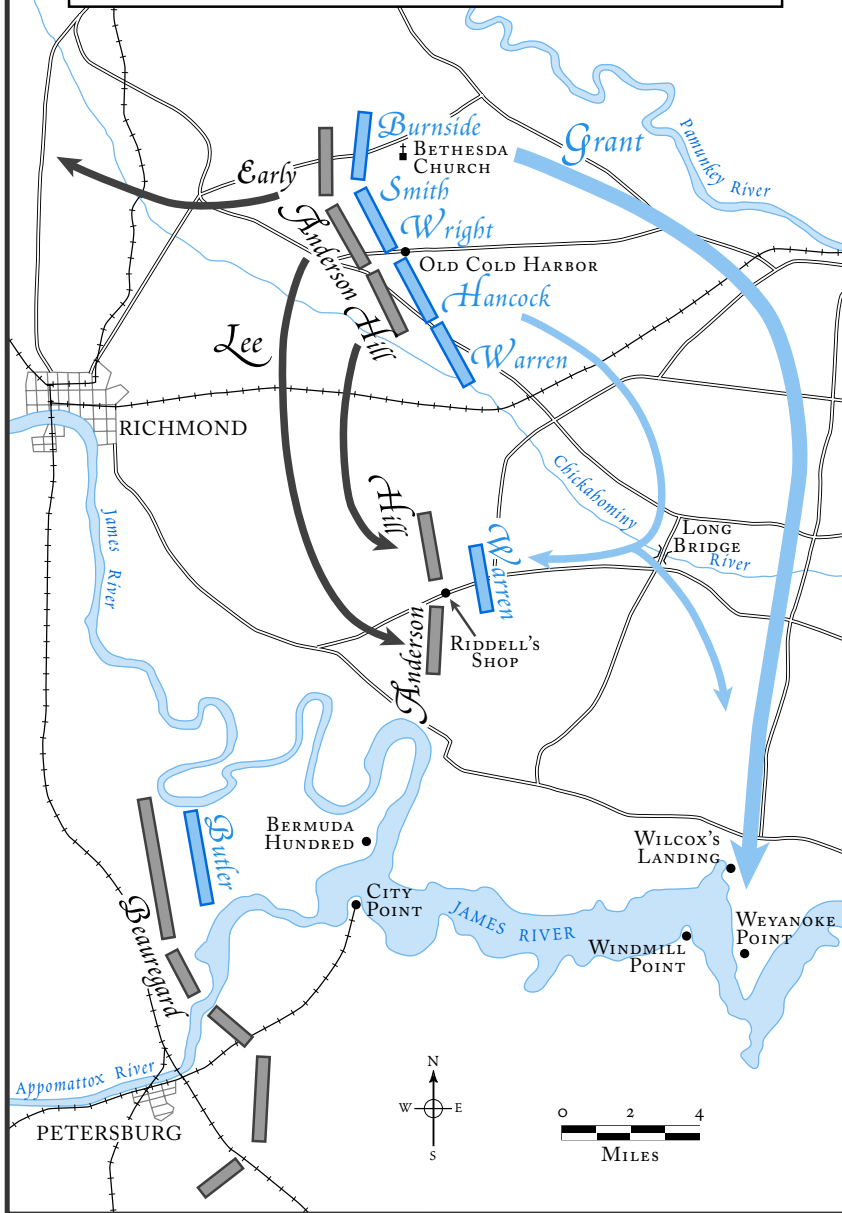 Burnside
Grant
Pamunkey River
Bethesda
Church
Early
Smith
Anderson
Wright
Old Cold Harbor
Hancock
Hill
Lee
Warren
RICHMOND
Chickahominy
River
Long
Bridge
James River
Hill
Warren
Anderson
Riddell's
Shop
Butler
Bermuda
Hundred
Wilcox's
Landing
City
Point
JAMES RIVER
Weyanoke
Point
Windmill
Point
Beauregard
Appomattox River
PETERSBURG
N
W E
S
0 2 4
Miles